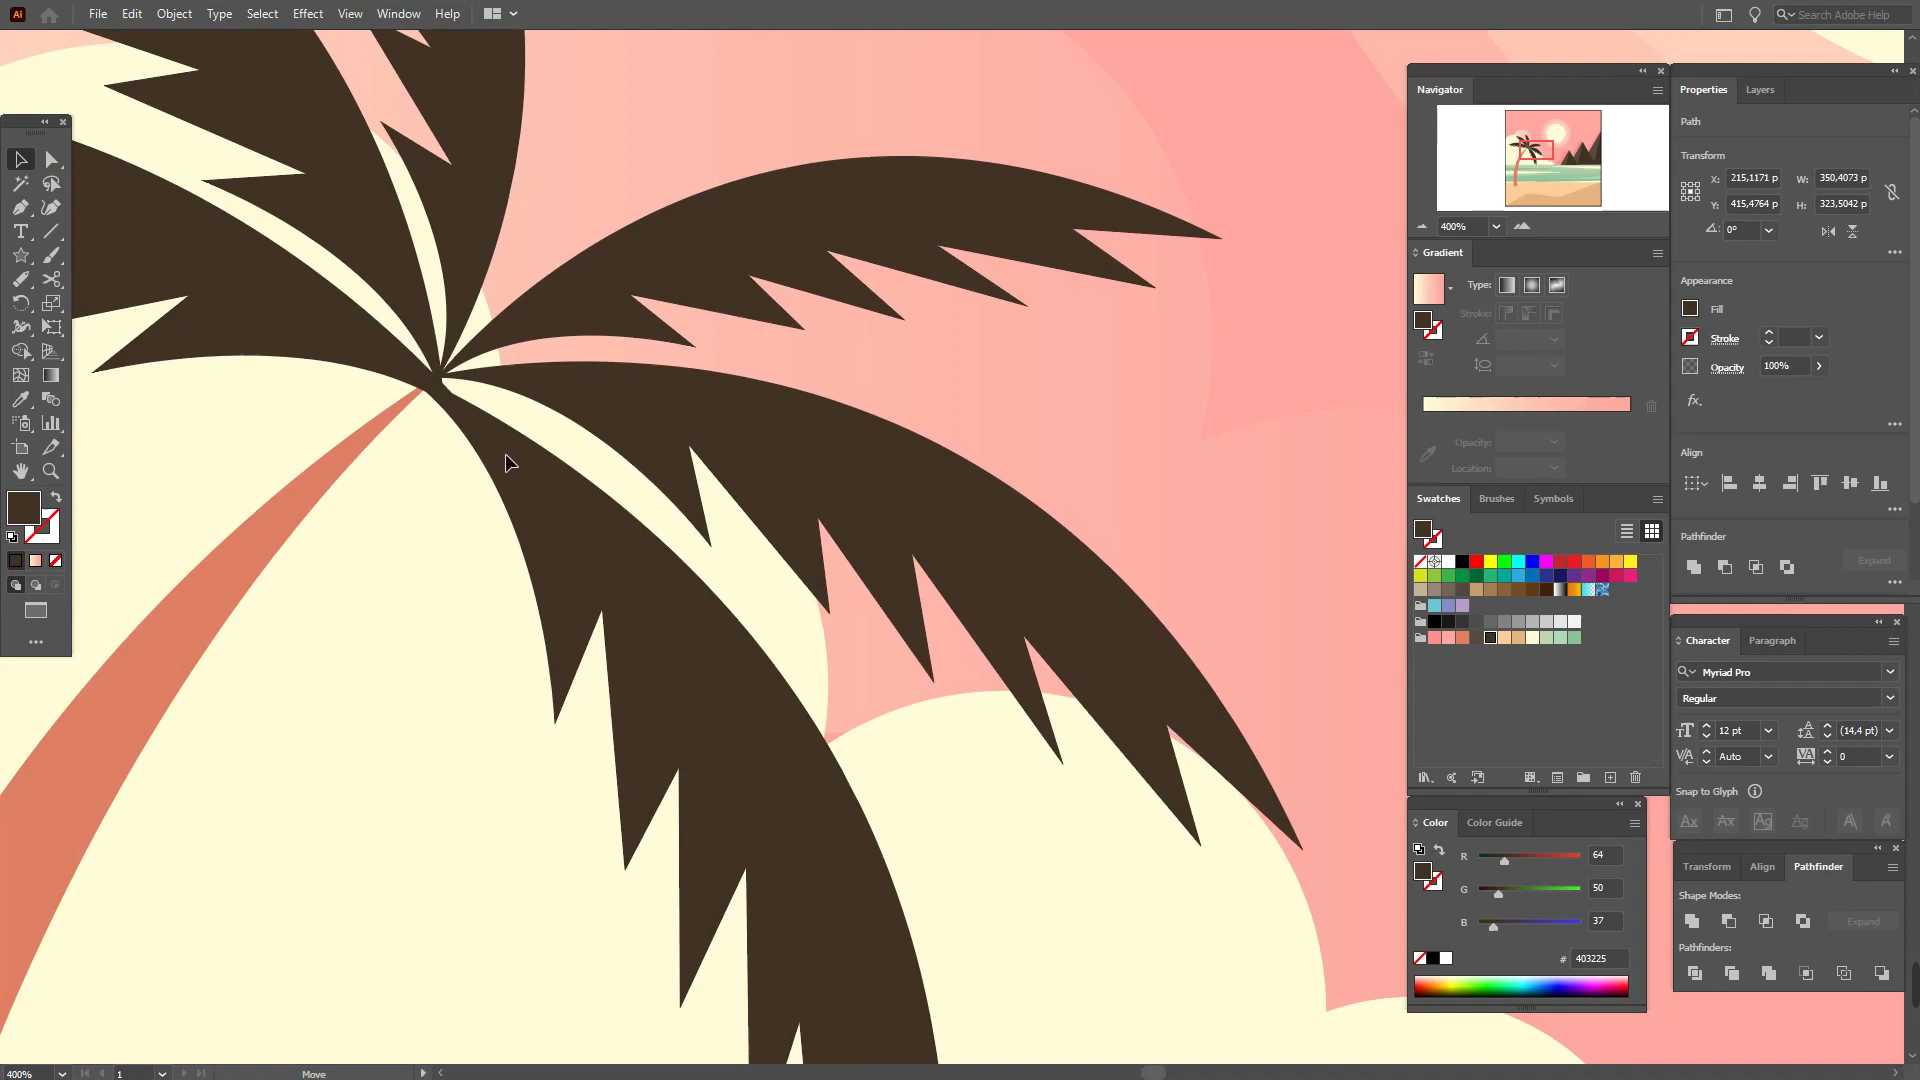 Ai File Edit Object Type Select Effect View Window Help Search Adobe Help
Navigator
400%
Gradient
Type:
Stroke:
Opacity:
Location:
Swatches Brushes Symbols
Color Color Guide
R 64
G 50
B 37
# 403225
Properties Layers
Path
Transform
X: 215,1171 p W: 350,4073 p
Y: 415,4764 p H: 323,5042 p
0°
Appearance
Fill
Stroke
Opacity 100%
fx.
Align
Pathfinder
Expand
Character Paragraph
Myriad Pro
Regular
12 pt (14,4 pt)
Auto 0
Snap to Glyph
Transform Align Pathfinder
Shape Modes:
Expand
Pathfinders:
400% 1 Move